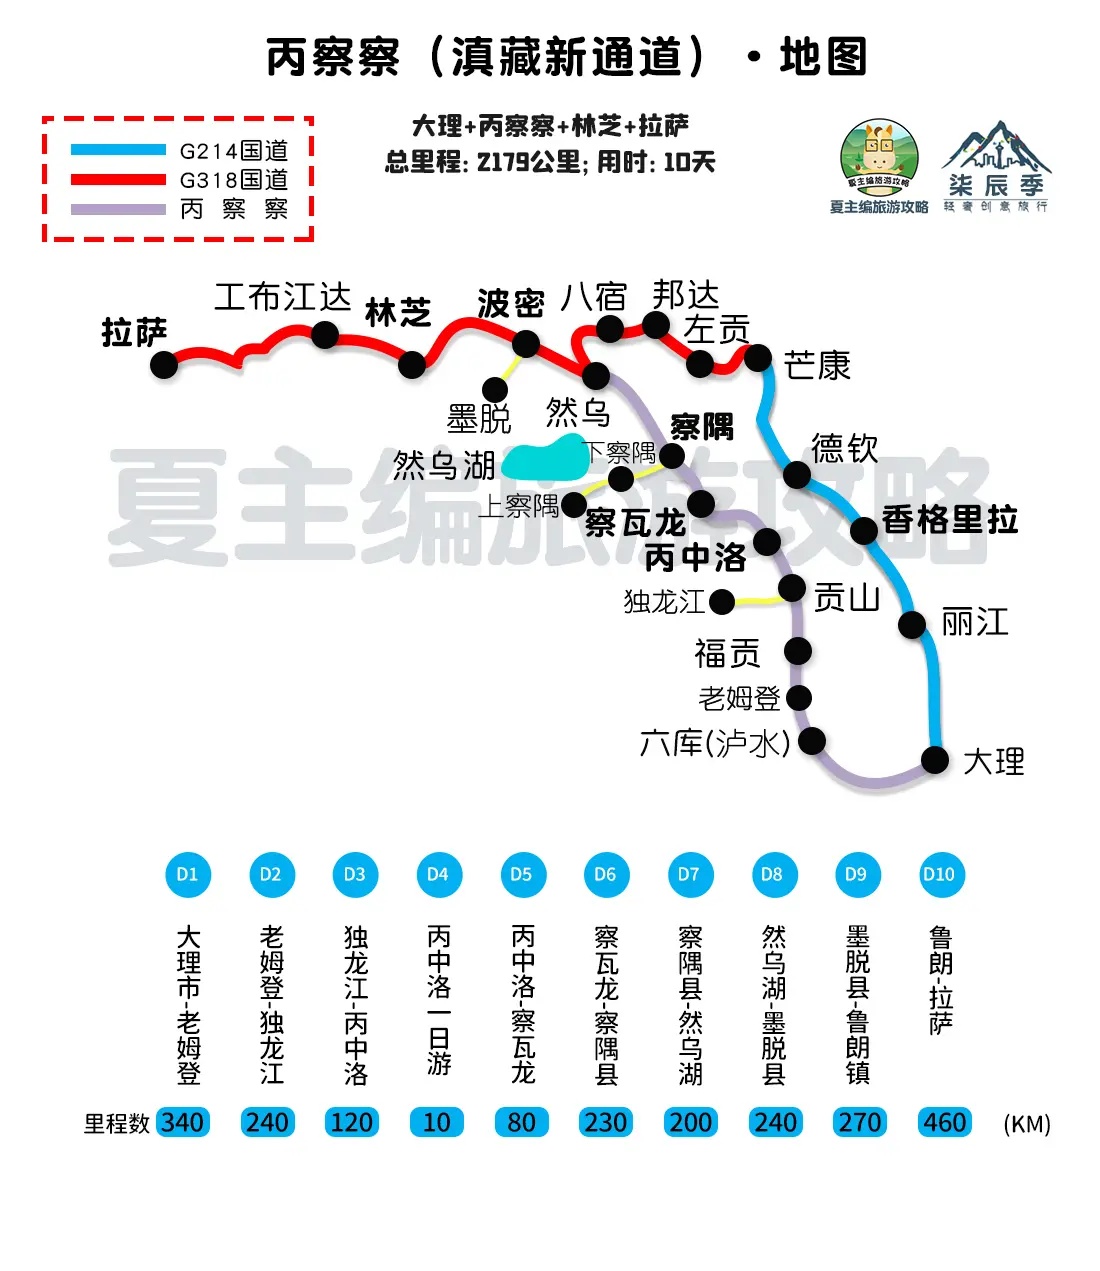 丙察察（滇藏新通道）·地图
大理+丙察察+林芝+拉萨
总里程: 2179公里; 用时: 10天
G214国道
G318国道
丙 察 察
夏主编旅游攻略
夏主编旅游攻略
柒辰季
轻奢创意旅行
拉萨
工布江达
林芝
波密
八宿
邦达
左贡
芒康
墨脱
然乌
然乌湖
察隅
下察隅
上察隅
德钦
香格里拉
察瓦龙
丙中洛
独龙江
贡山
丽江
福贡
老姆登
六库(泸水)
大理
夏主编旅游攻略
D1 D2 D3 D4 D5 D6 D7 D8 D9 D10
大理市-老姆登
老姆登-独龙江
独龙江-丙中洛
丙中洛一日游
丙中洛-察瓦龙
察瓦龙-察隅县
察隅县-然乌湖
然乌湖-墨脱县
墨脱县-鲁朗镇
鲁朗-拉萨
里程数 340 240 120 10 80 230 200 240 270 460 (KM)